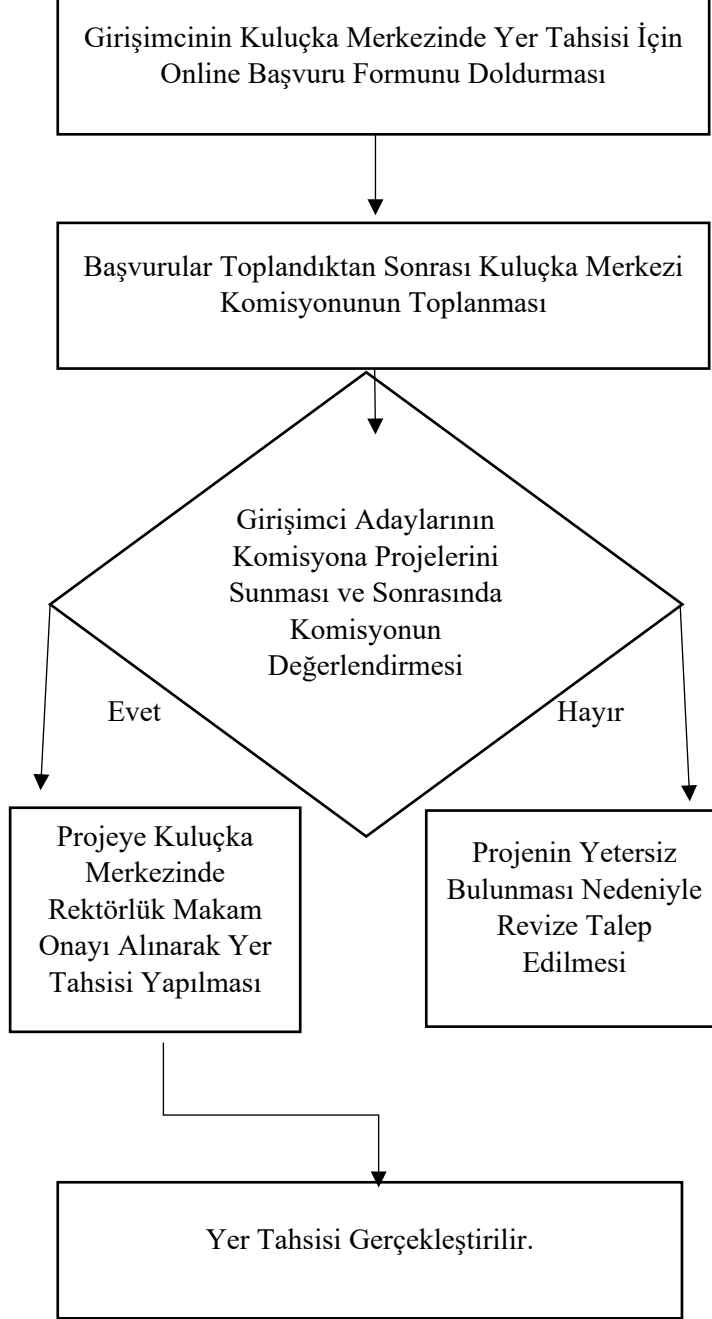 Girişimcinin Kuluçka Merkezinde Yer Tahsisi İçin
Online Başvuru Formunu Doldurması
Başvurular Toplandıktan Sonrası Kuluçka Merkezi
Komisyonunun Toplanması
Girişimci Adaylarının
Komisyona Projelerini
Sunması ve Sonrasında
Komisyonun
Değerlendirmesi
Evet
Hayır
Projeye Kuluçka
Merkezinde
Rektörlük Makam
Onayı Alınarak Yer
Tahsisi Yapılması
Projenin Yetersiz
Bulunması Nedeniyle
Revize Talep
Edilmesi
Yer Tahsisi Gerçekleştirilir.